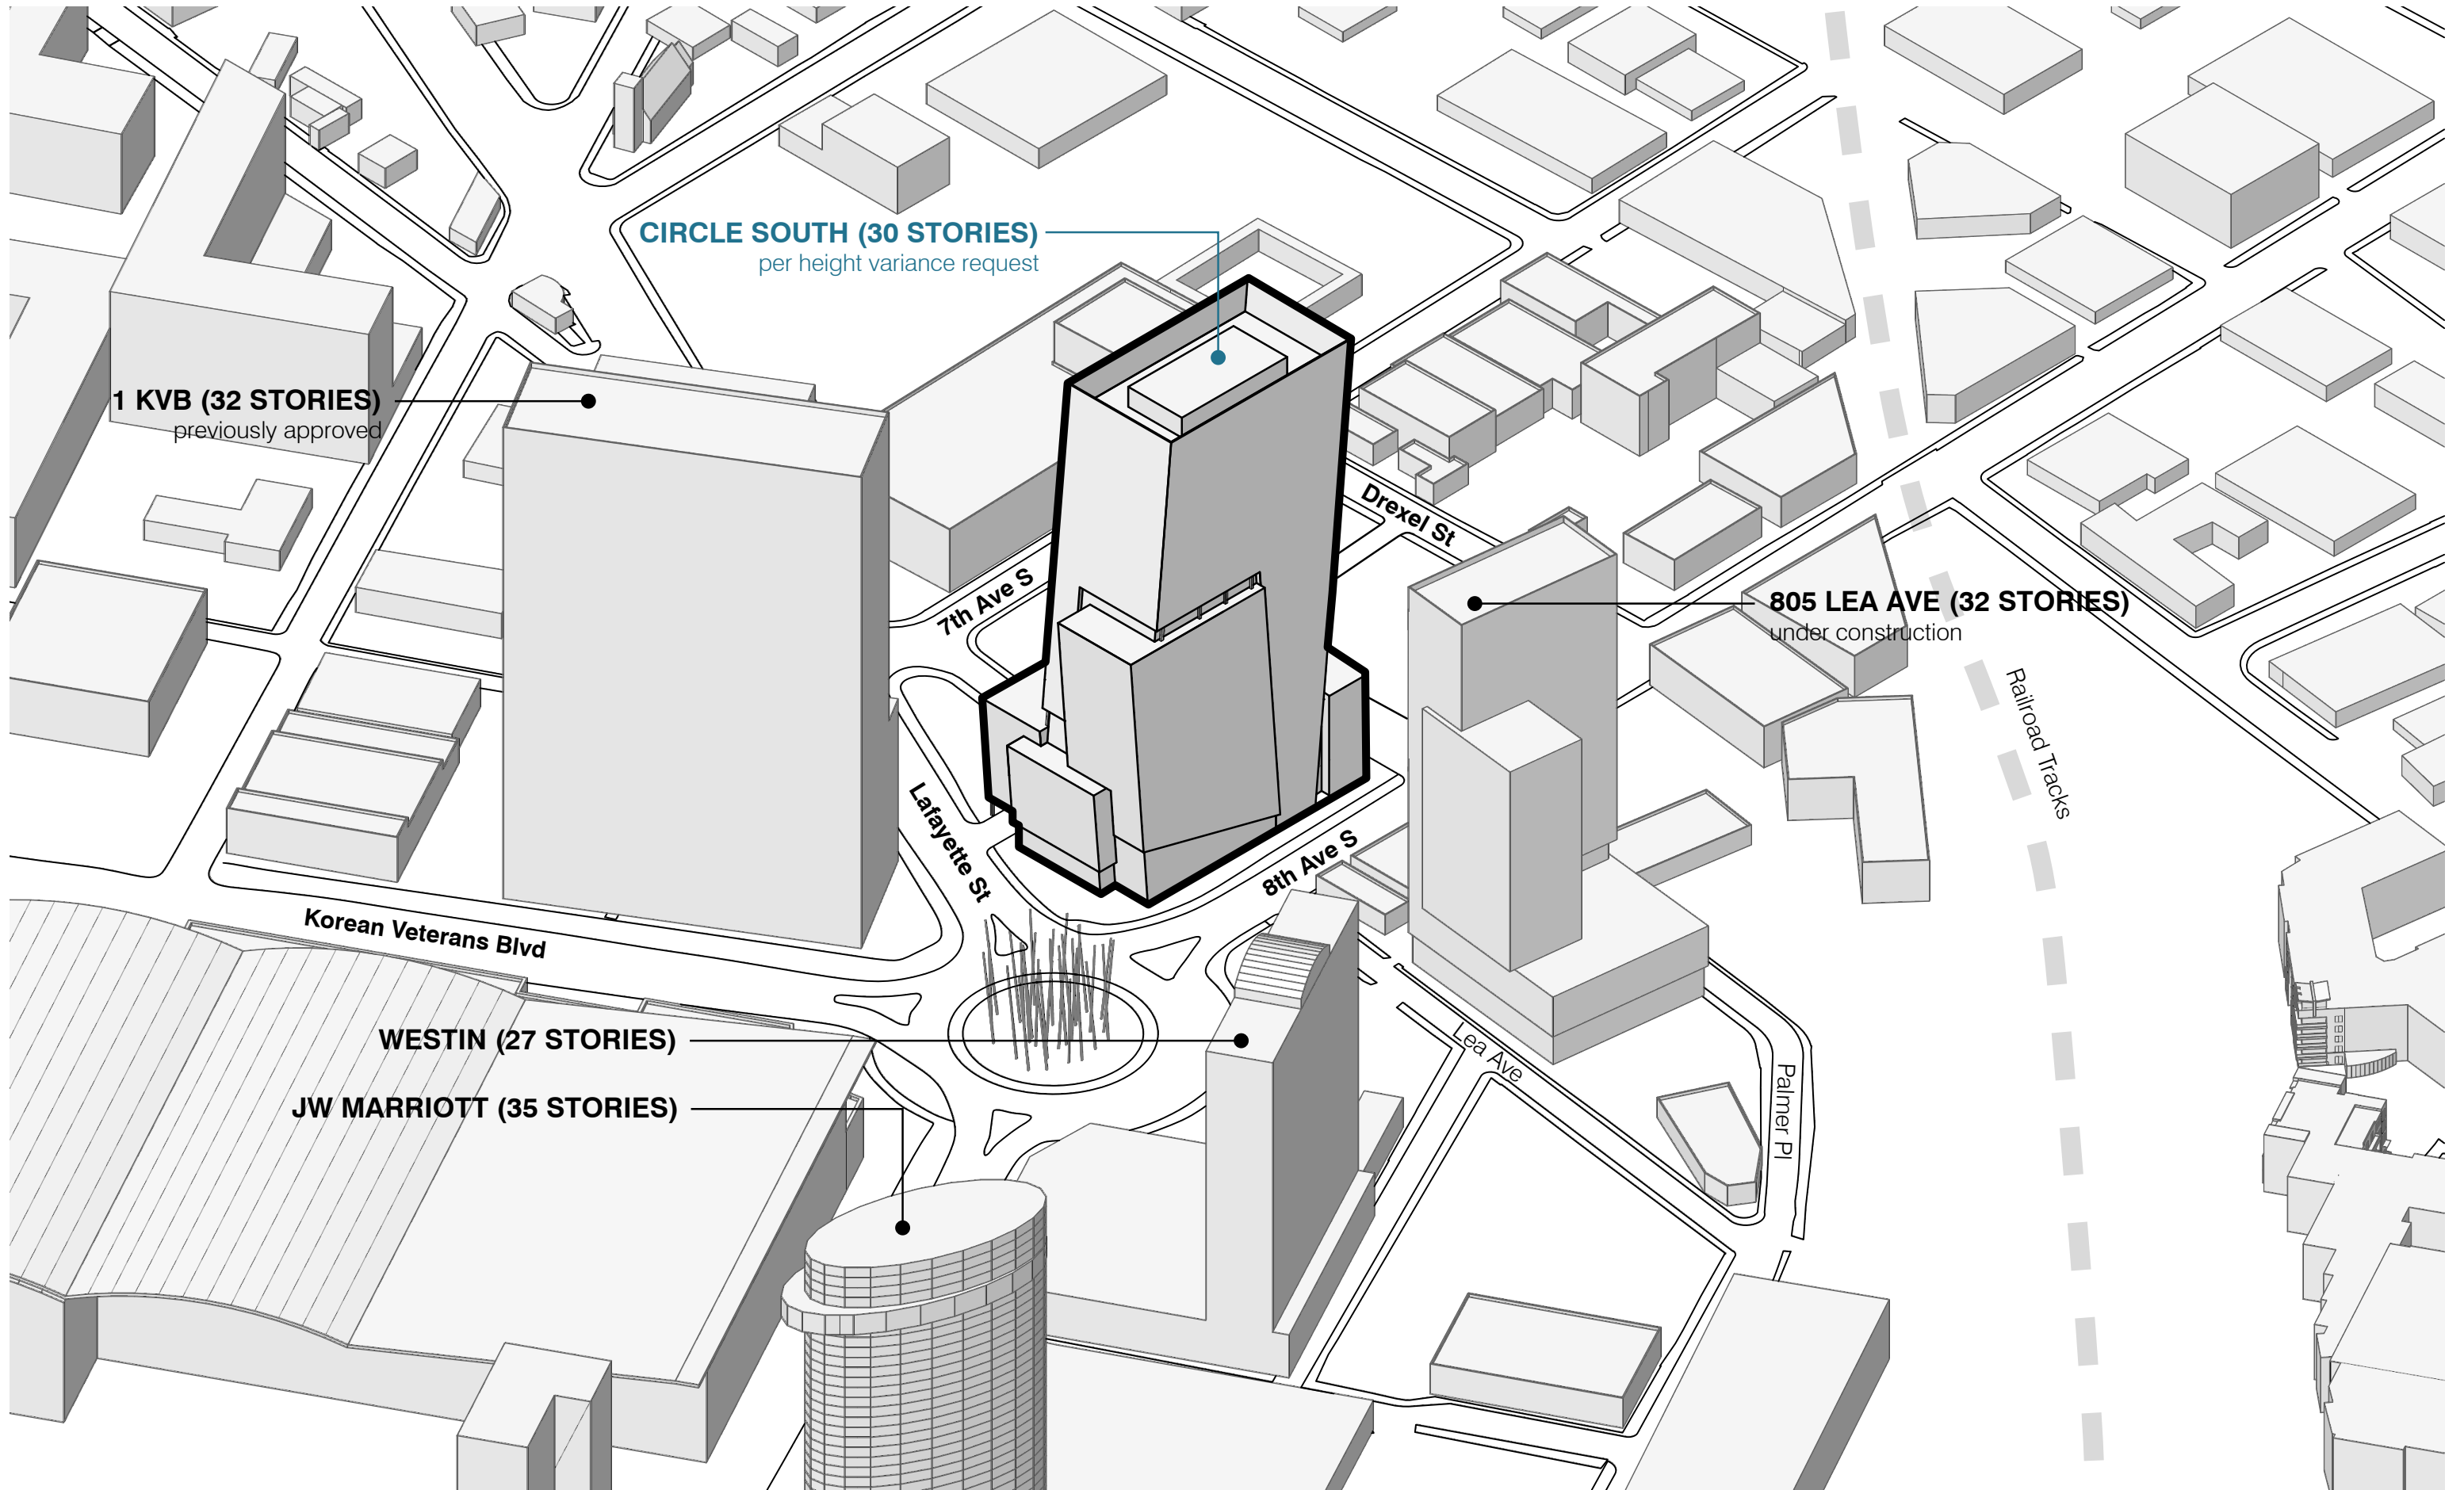 CIRCLE SOUTH (30 STORIES)
per height variance request
1 KVB (32 STORIES)
previously approved
Drexel St
7th Ave S
805 LEA AVE (32 STORIES)
under construction
Railroad Tracks
Lafayette St
8th Ave S
Korean Veterans Blvd
WESTIN (27 STORIES)
Lea Ave
Palmer Pl
JW MARRIOTT (35 STORIES)